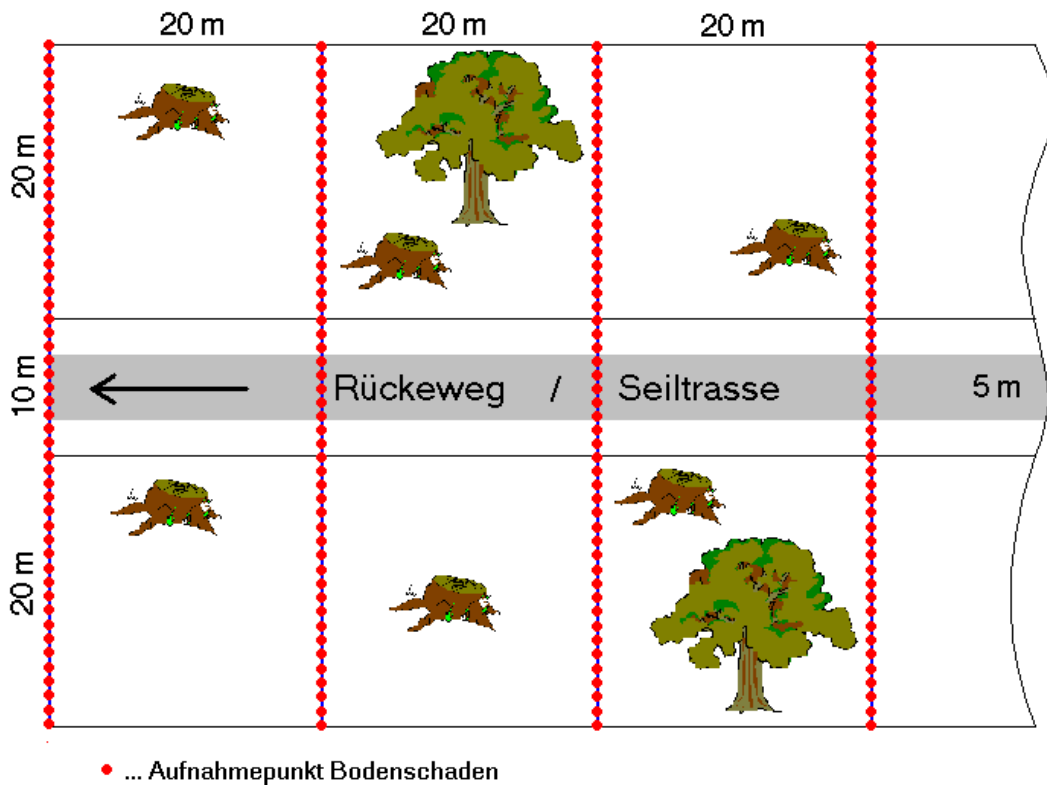 20 m 20 m 20 m
20 m
10 m
Rückeweg / Seiltrasse 5 m
20 m
... Aufnahmepunkt Bodenschaden